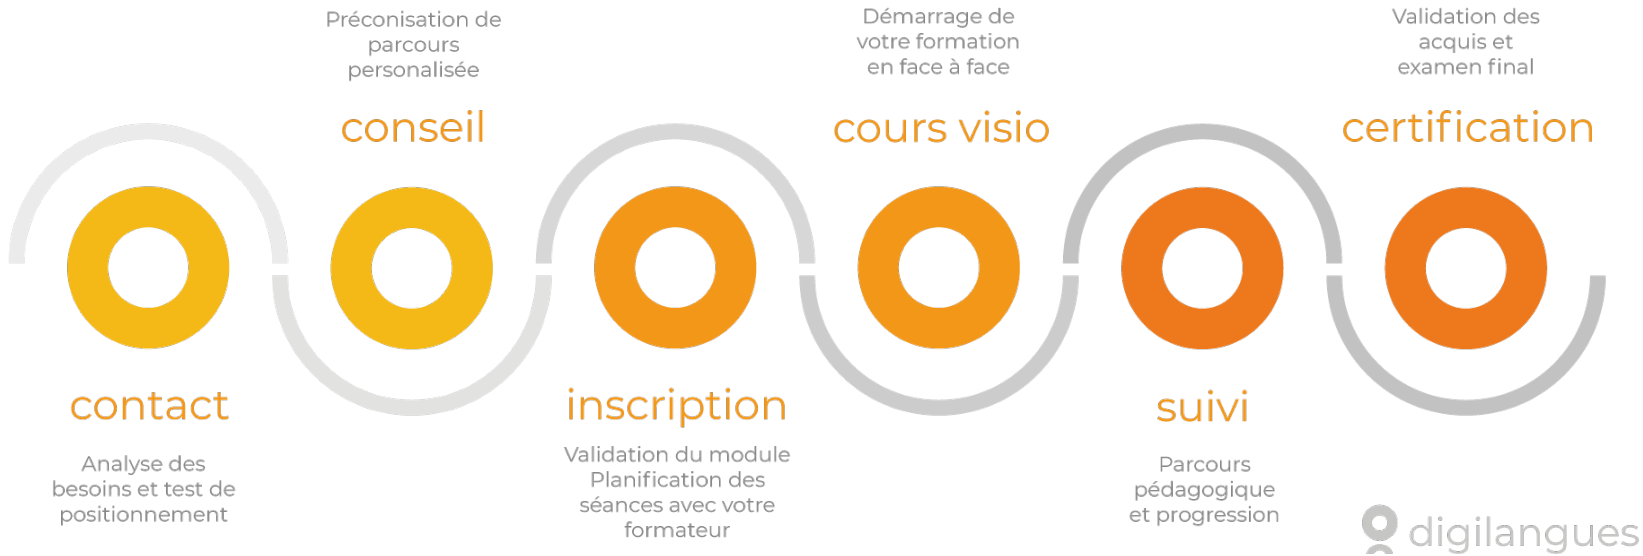 contact
Analyse des
besoins et test de
positionnement
Préconisation de
parcours
personalisée
conseil
inscription
Validation du module
Planification des
séances avec votre
formateur
Démarrage de
votre formation
en face à face
cours visio
suivi
Parcours
pédagogique
et progression
Validation des
acquis et
examen final
certification
digilangues